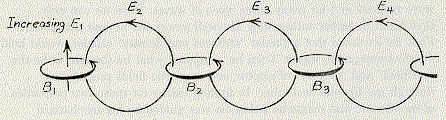 E₂ E₃ E₄
Increasing E₁
B₁ B₂ B₃